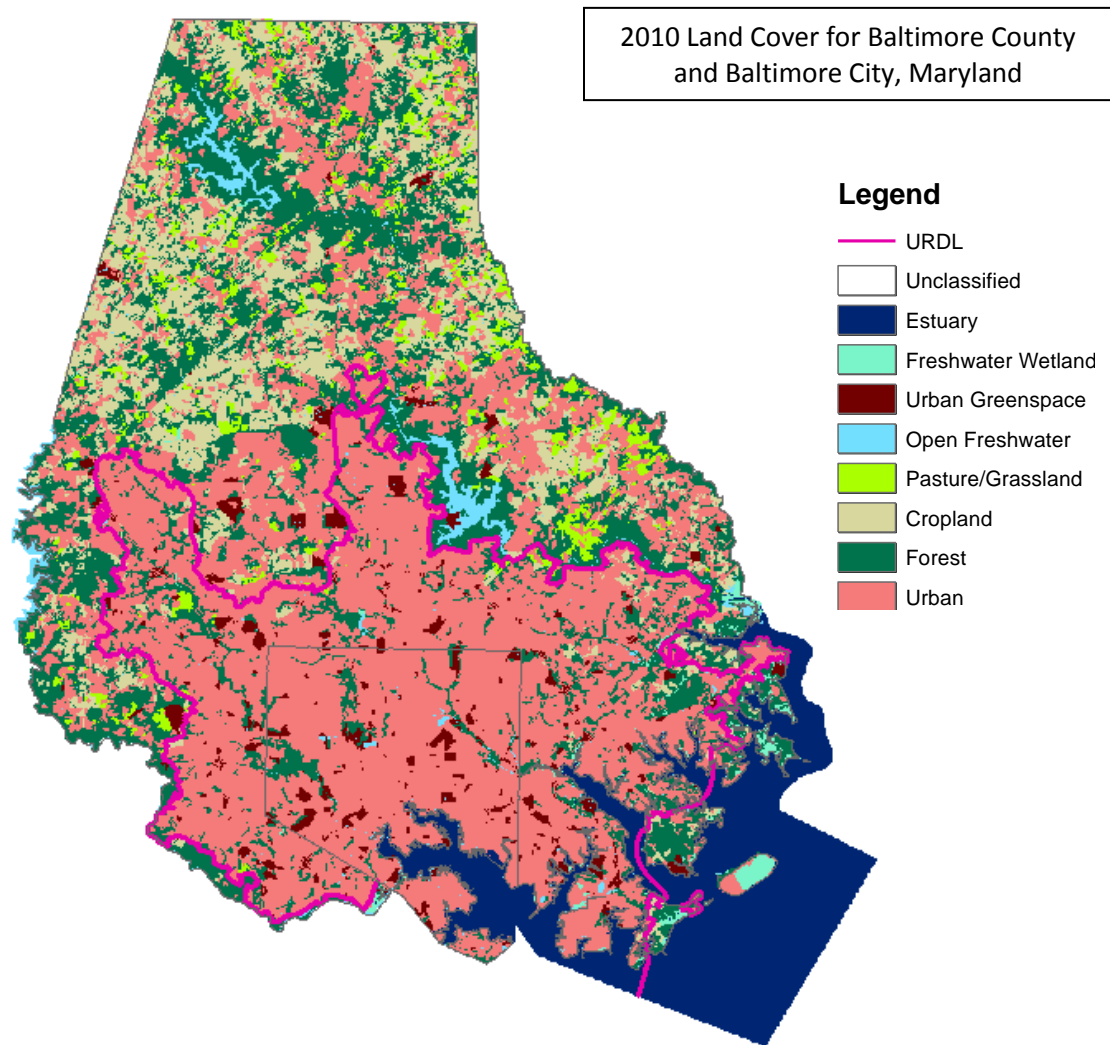 2010 Land Cover for Baltimore County
and Baltimore City, Maryland
Legend
URDL
Unclassified
Estuary
Freshwater Wetland
Urban Greenspace
Open Freshwater
Pasture/Grassland
Cropland
Forest
Urban